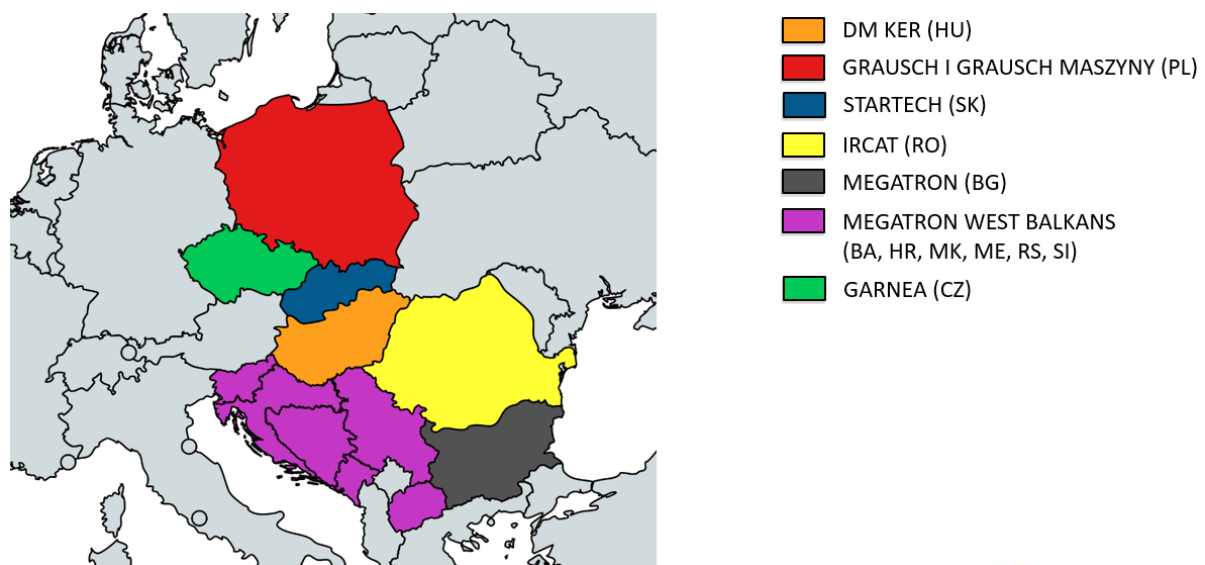 DM KER (HU)
GRAUSCH I GRAUSCH MASZYNY (PL)
STARTECH (SK)
IRCAT (RO)
MEGATRON (BG)
MEGATRON WEST BALKANS
(BA, HR, MK, ME, RS, SI)
GARNEA (CZ)